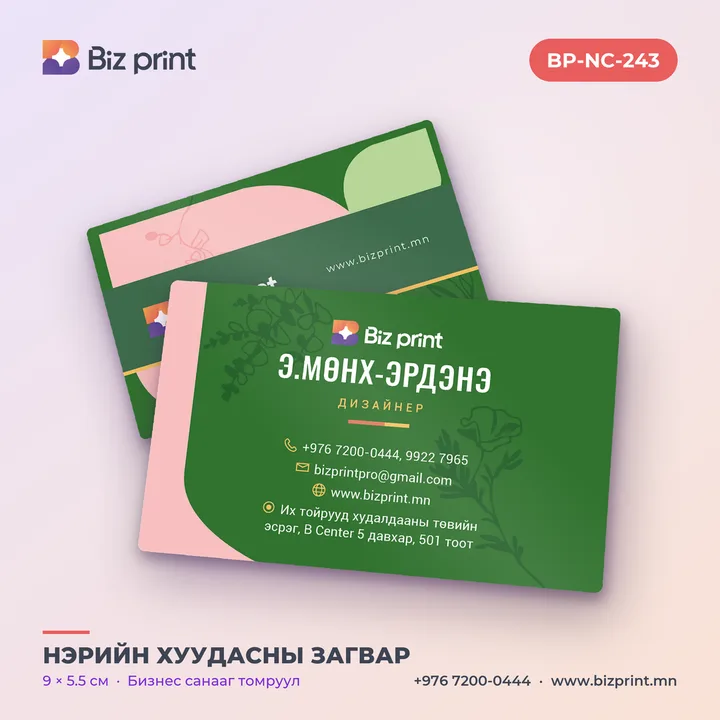 Biz print
BP-NC-243
www.bizprint.mn
Biz print
Э.МӨНХ-ЭРДЭНЭ
ДИЗАЙНЕР
+976 7200-0444, 9922 7965
bizprintpro@gmail.com
www.bizprint.mn
Их тойрууд худалдааны төвийн
эсрэг, B Center 5 давхар, 501 тоот
НЭРИЙН ХУУДАСНЫ ЗАГВАР
9 × 5.5 см · Бизнес санааг томруул
+976 7200-0444 · www.bizprint.mn